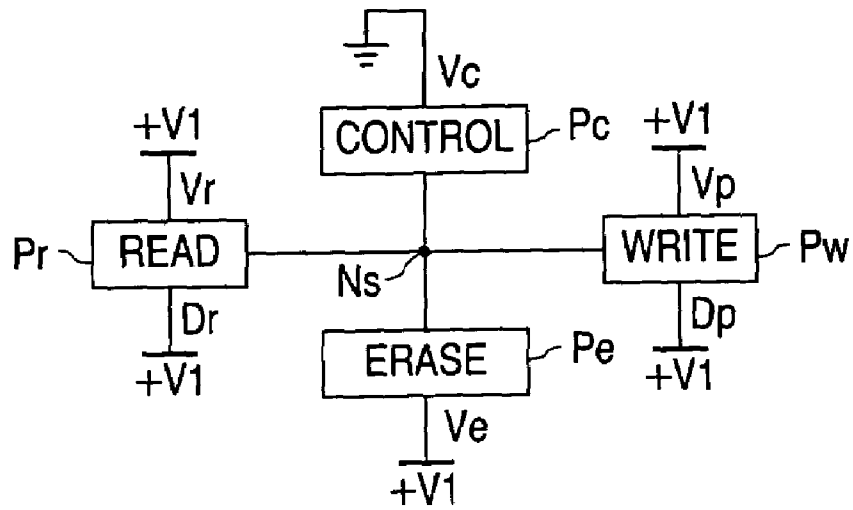 Vc
CONTROL
Pc
+V1
+V1
Vr
Vp
Pr
READ
WRITE
Pw
Ns
Dr
Dp
+V1
+V1
ERASE
Pe
Ve
+V1